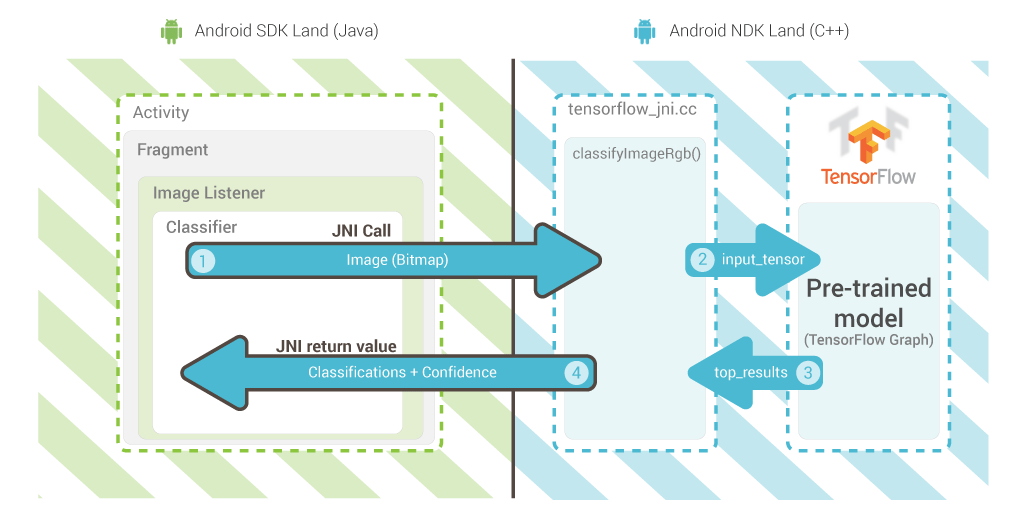 Android SDK Land (Java)
Android NDK Land (C++)
Activity
Fragment
Image Listener
Classifier
JNI Call
1 Image (Bitmap)
JNI return value
Classifications + Confidence 4
tensorflow_jni.cc
classifyImageRgb()
2 input_tensor
top_results 3
TensorFlow
Pre-trained
model
(TensorFlow Graph)